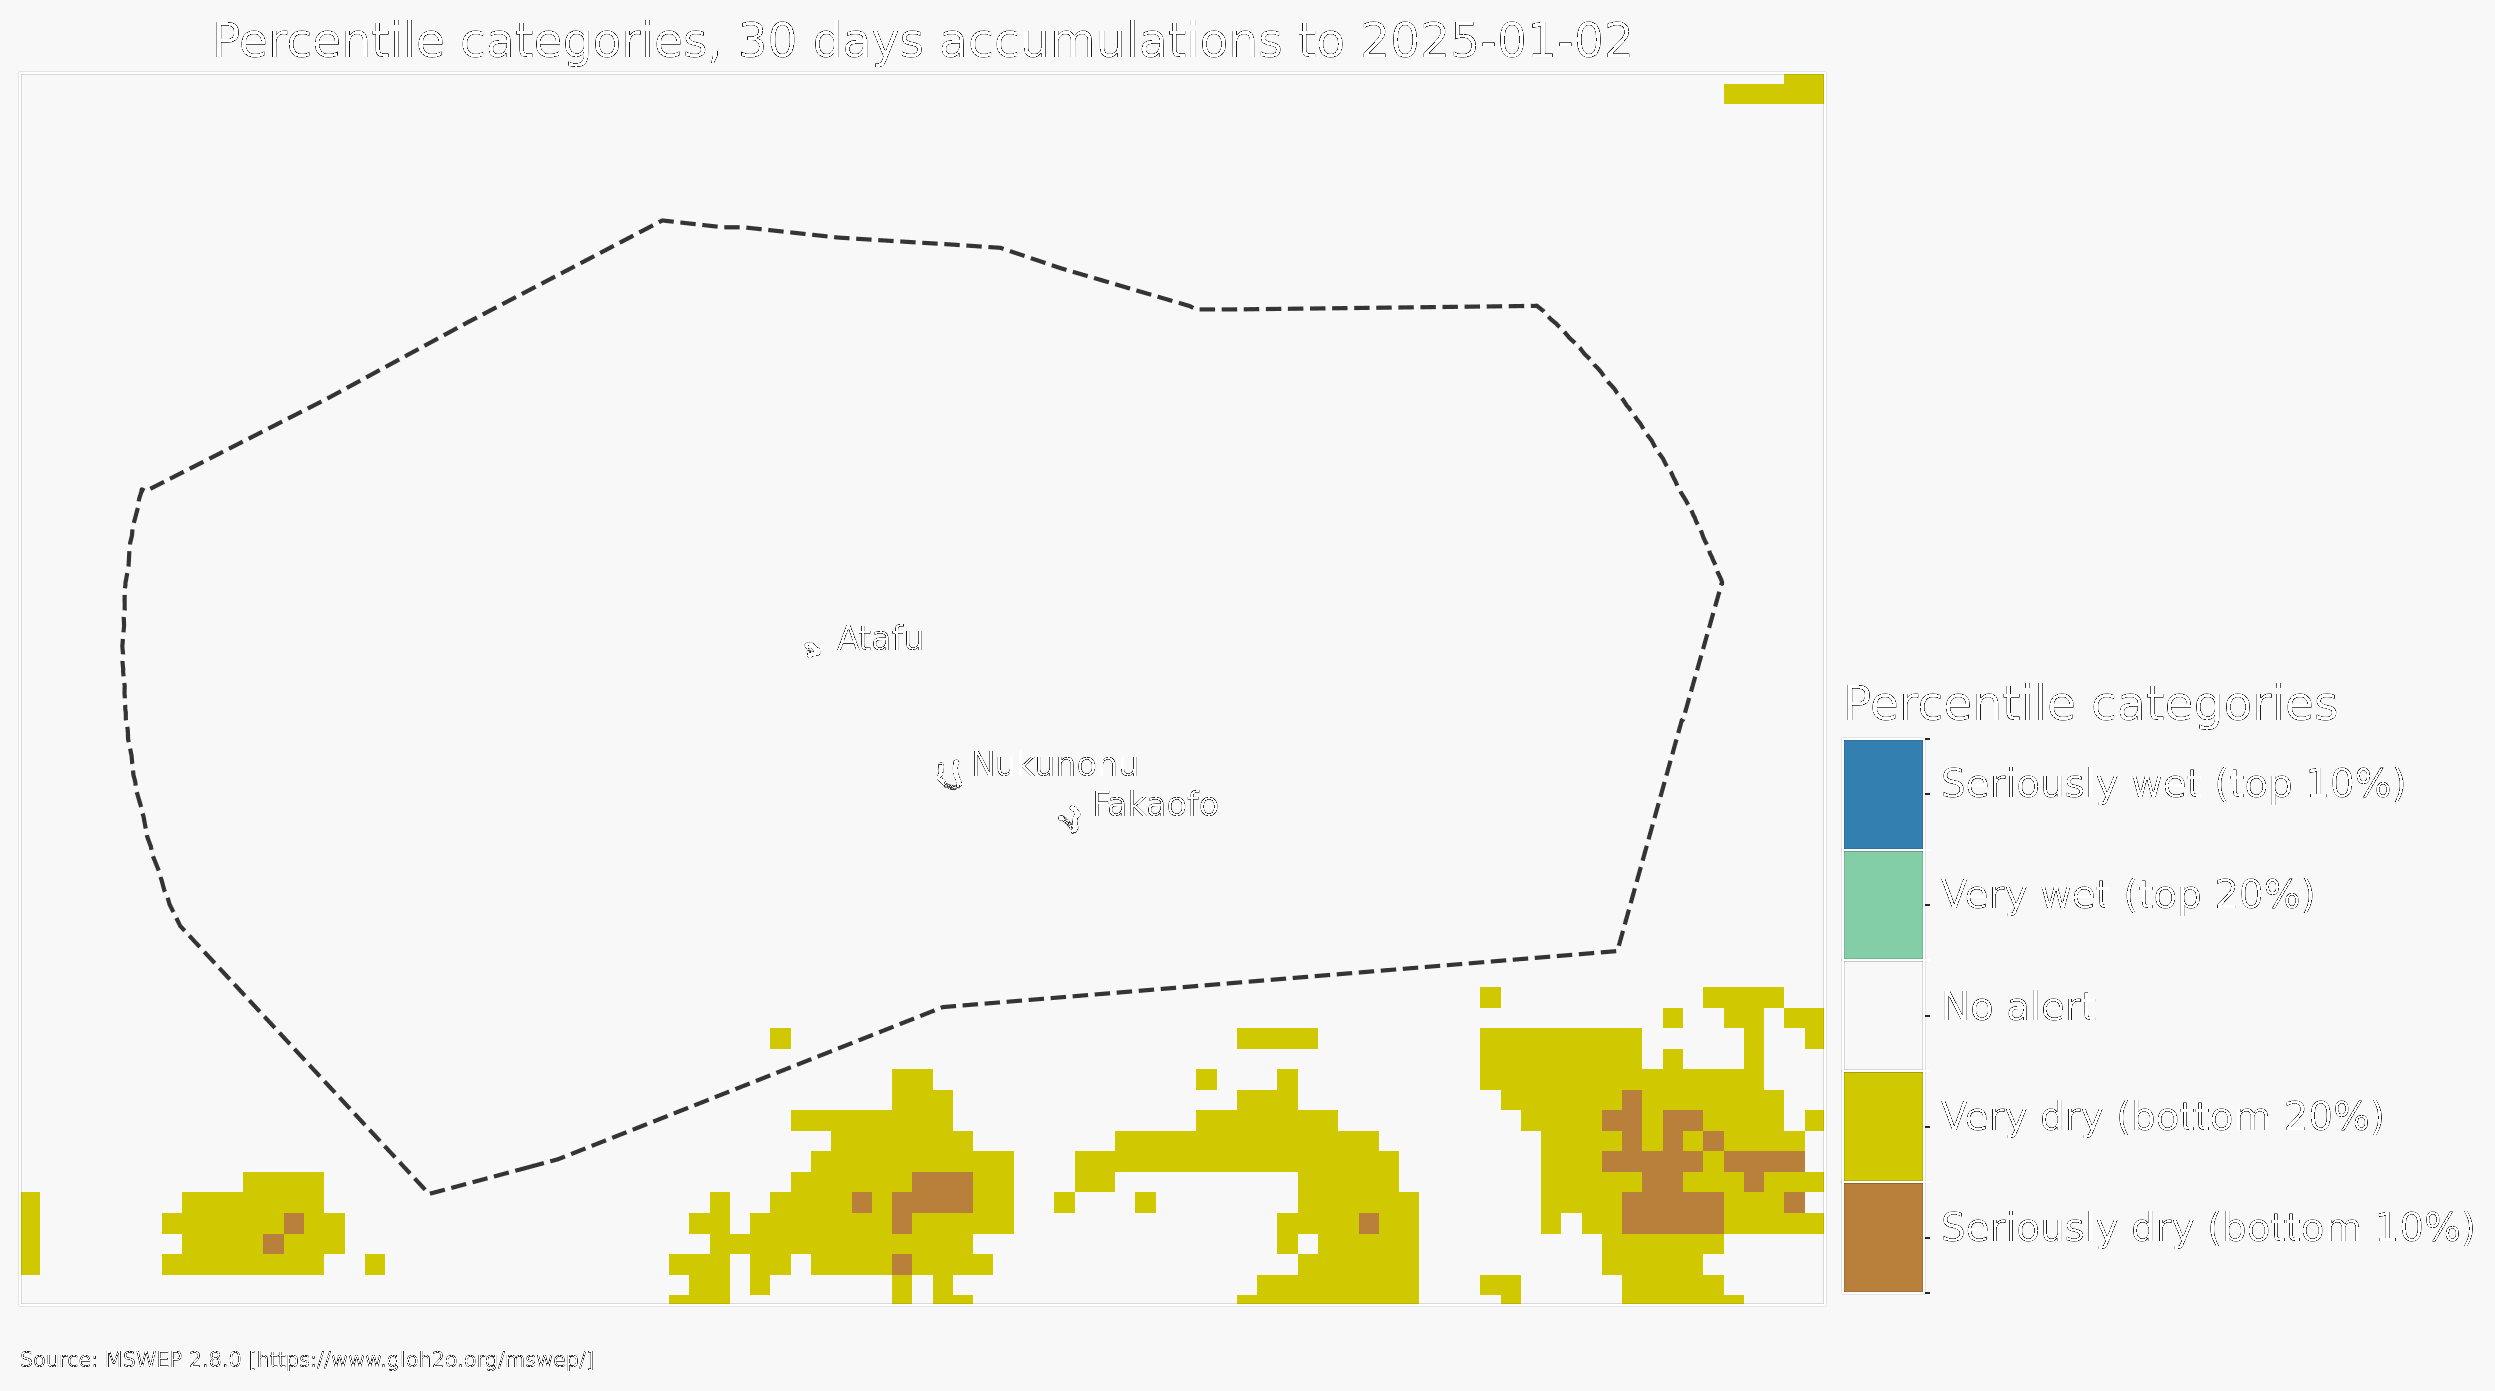 Percentile categories, 30 days accumulations to 2025-01-02
Atafu
Nukunonu
Fakaofo
Percentile categories
Seriously wet (top 10%)
Very wet (top 20%)
No alert
Very dry (bottom 20%)
Seriously dry (bottom 10%)
Source: MSWEP 2.8.0 [https://www.gloh2o.org/mswep/]